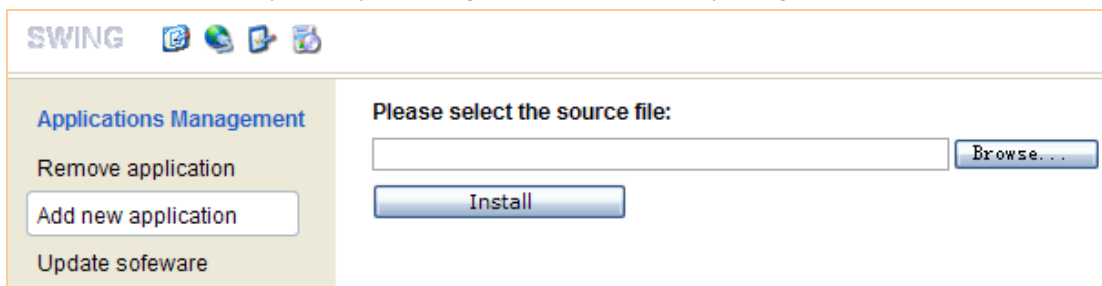 SWING
Applications Management
Remove application
Add new application
Update sofeware
Please select the source file:
Browse...
Install